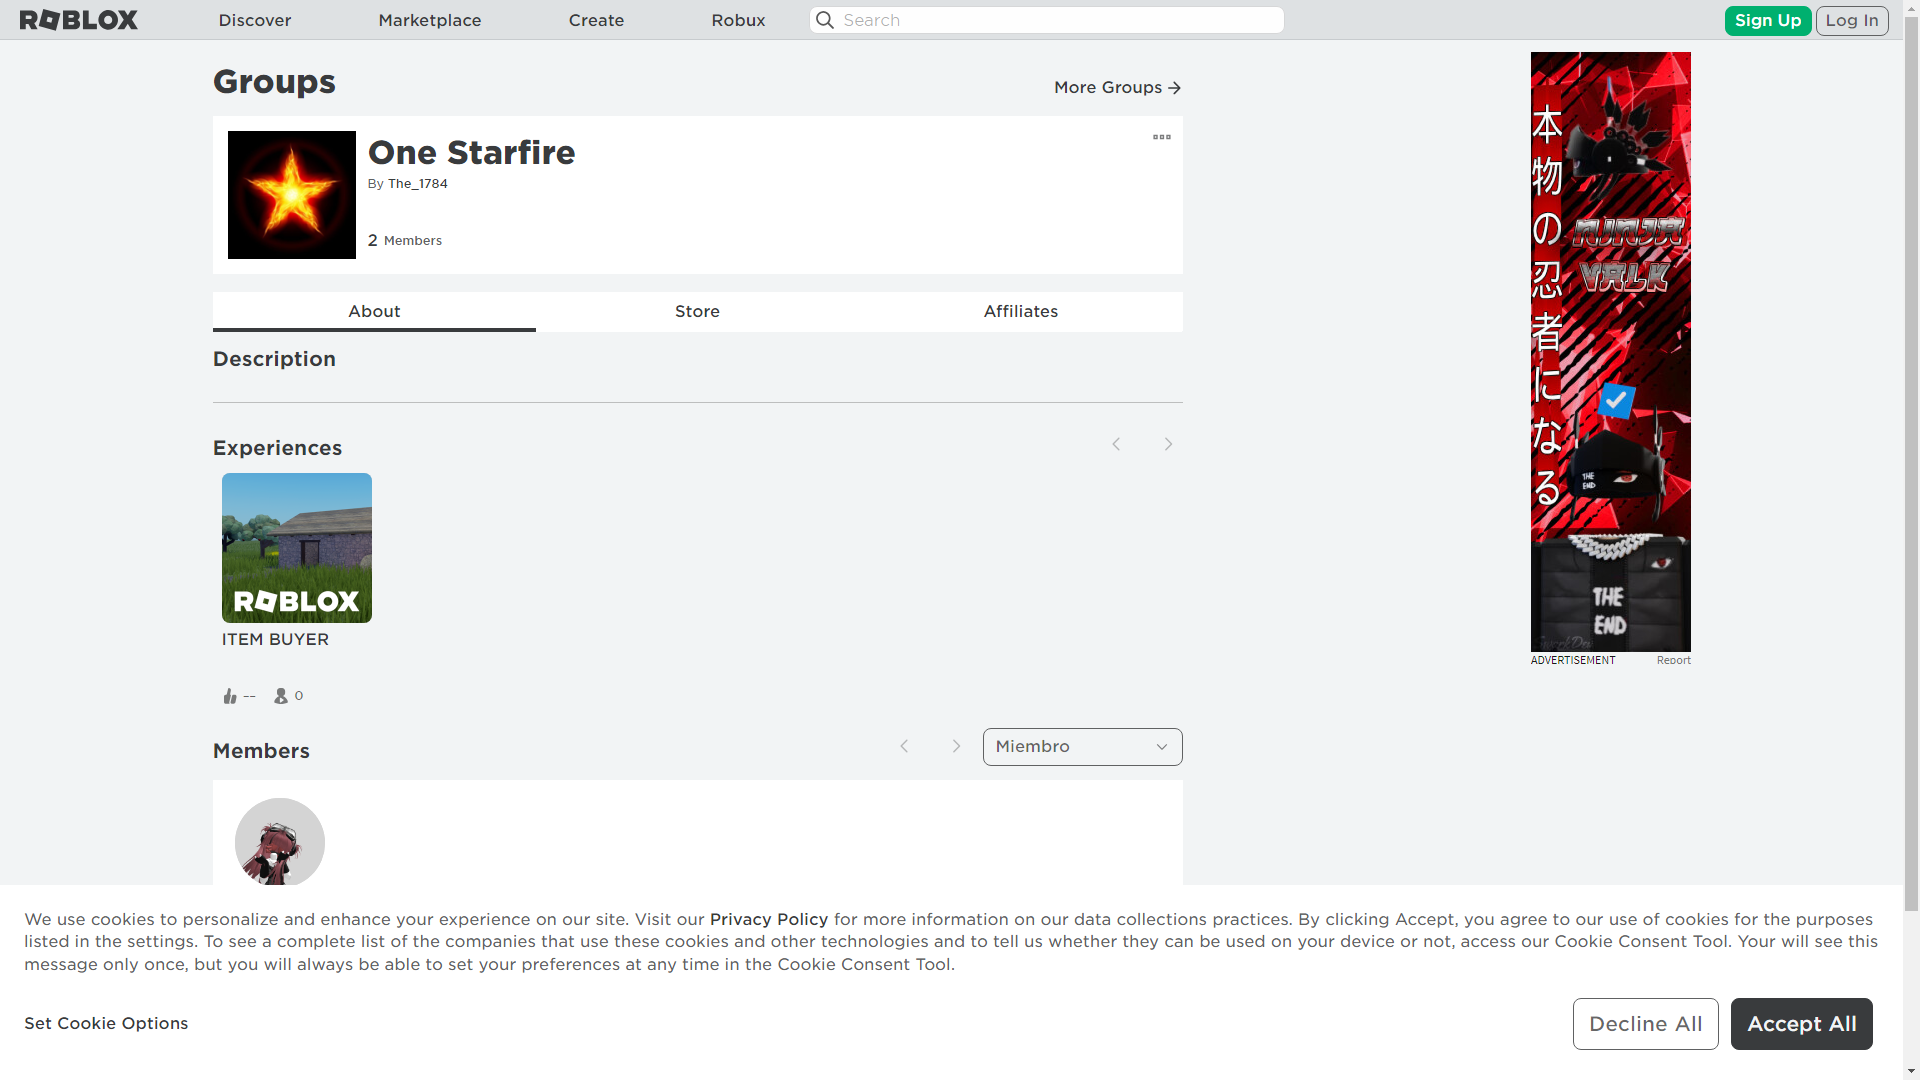 ROBLOX
Discover
Marketplace
Create
Robux
Search
Sign Up
Log In
Groups
More Groups
One Starfire
By The_1784
2 Members
About
Store
Affiliates
Description
Experiences
ROBLOX
ITEM BUYER
--
0
Members
Miembro
本物の忍者になる
NINJA
VALK
THE
END
THE
END
ADVERTISEMENT
Report
We use cookies to personalize and enhance your experience on our site. Visit our Privacy Policy for more information on our data collections practices. By clicking Accept, you agree to our use of cookies for the purposes
listed in the settings. To see a complete list of the companies that use these cookies and other technologies and to tell us whether they can be used on your device or not, access our Cookie Consent Tool. Your will see this
message only once, but you will always be able to set your preferences at any time in the Cookie Consent Tool.
Set Cookie Options
Decline All
Accept All